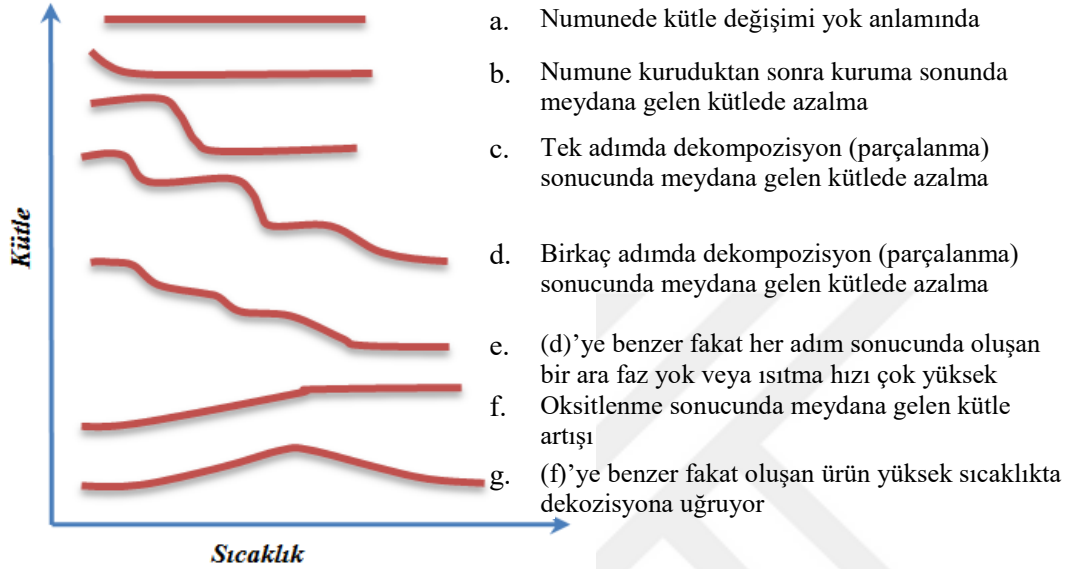 a. Numunede kütle değişimi yok anlamında
b. Numune kuruduktan sonra kuruma sonunda
meydana gelen kütlede azalma
c. Tek adımda dekompozisyon (parçalanma)
sonucunda meydana gelen kütlede azalma
Kütle
d. Birkaç adımda dekompozisyon (parçalanma)
sonucunda meydana gelen kütlede azalma
e. (d)’ye benzer fakat her adım sonucunda oluşan
bir ara faz yok veya ısıtma hızı çok yüksek
f. Oksitlenme sonucunda meydana gelen kütle
artışı
g. (f)’ye benzer fakat oluşan ürün yüksek sıcaklıkta
dekozisyona uğruyor
Sıcaklık